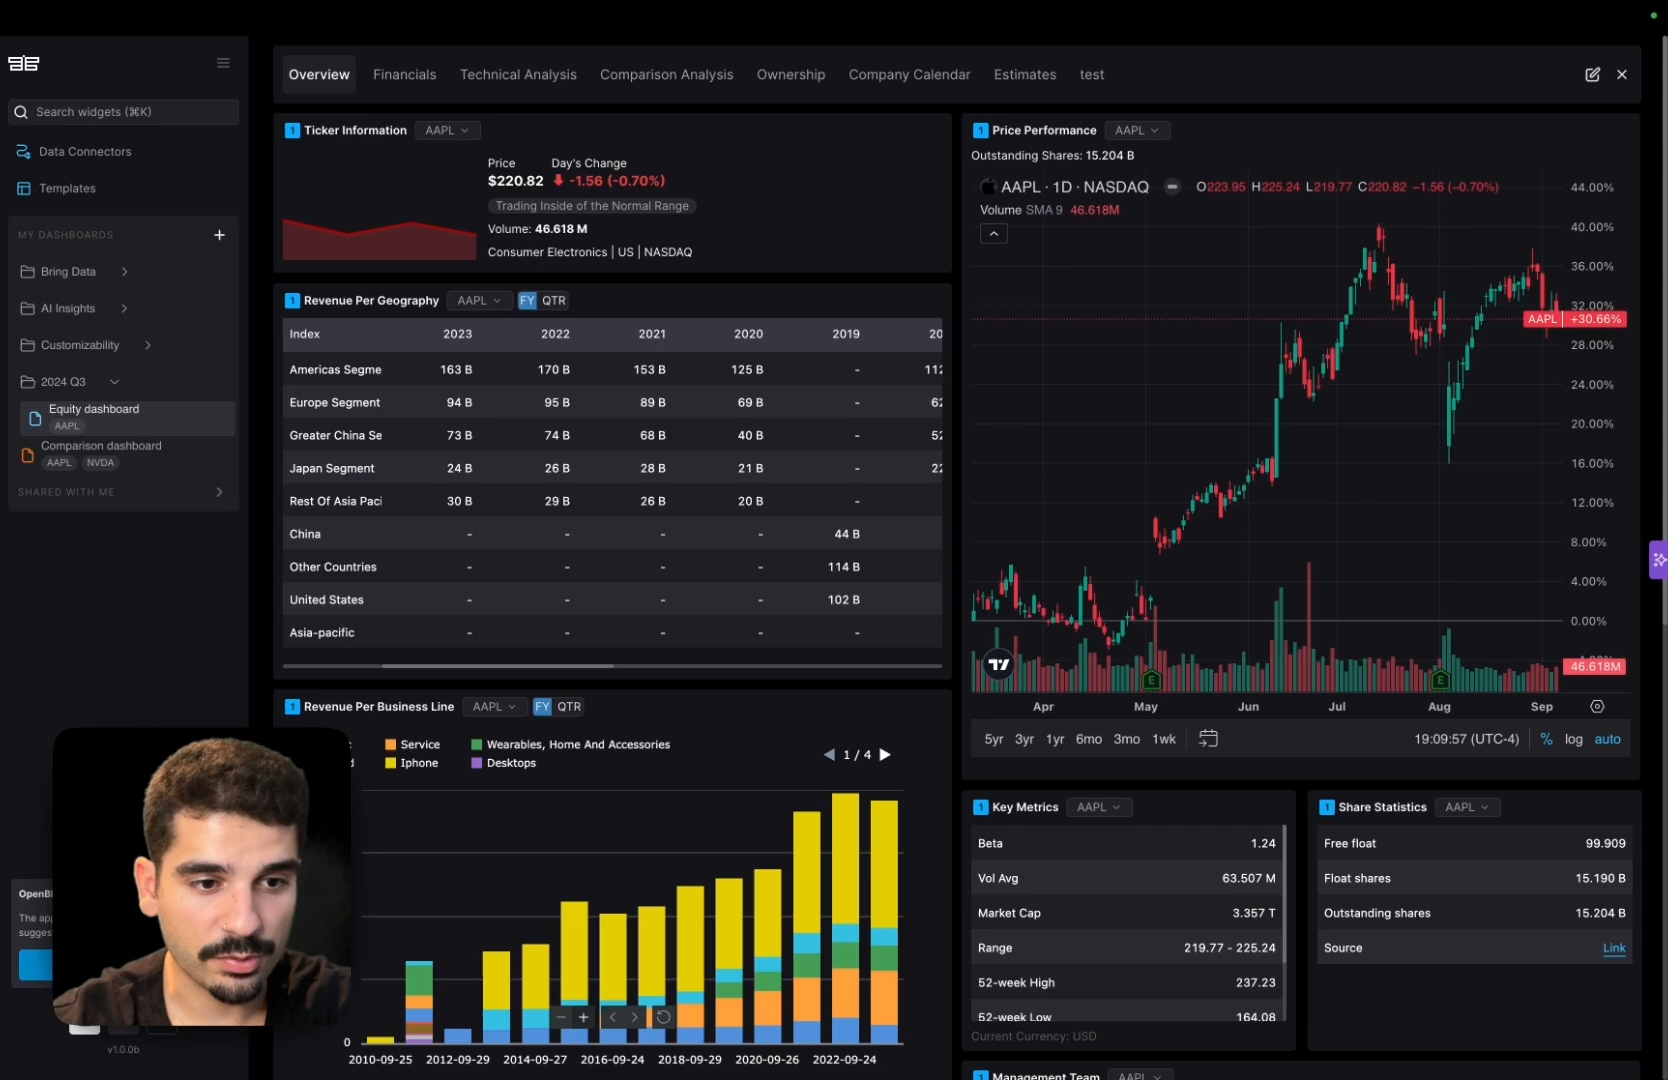 Search widgets (⌘K)
Data Connectors
Templates
MY DASHBOARDS
Bring Data
AI Insights
Customizability
2024 Q3
Equity dashboard
AAPL
Comparison dashboard
AAPL NVDA
SHARED WITH ME
The
v1.0.0b
Overview Financials Technical Analysis Comparison Analysis Ownership Company Calendar Estimates test
1 Ticker Information AAPL
Price Day's Change
$220.82 -1.56 (-0.70%)
Trading Inside of the Normal Range
Volume: 46.618 M
Consumer Electronics | US | NASDAQ
1 Revenue Per Geography AAPL FY QTR
Index 2023 2022 2021 2020 2019 20
Americas Segme 163 B 170 B 153 B 125 B - 112
Europe Segment 94 B 95 B 89 B 69 B - 62
Greater China Se 73 B 74 B 68 B 40 B - 52
Japan Segment 24 B 26 B 28 B 21 B - 22
Rest Of Asia Paci 30 B 29 B 26 B 20 B -
China - - - - 44 B
Other Countries - - - - 114 B
United States - - - - 102 B
Asia-pacific - - - - -
1 Revenue Per Business Line AAPL FY QTR
Service Wearables, Home And Accessories
Iphone Desktops
1 / 4
0
2010-09-25 2012-09-29 2014-09-27 2016-09-24 2018-09-29 2020-09-26 2022-09-24
1 Price Performance AAPL
Outstanding Shares: 15.204 B
AAPL · 1D · NASDAQ O223.95 H225.24 L219.77 C220.82 −1.56 (−0.70%)
Volume SMA 9 46.618M
44.00%
40.00%
36.00%
32.00%
AAPL +30.66%
28.00%
24.00%
20.00%
16.00%
12.00%
8.00%
4.00%
0.00%
46.618M
E E
Apr May Jun Jul Aug Sep
5yr 3yr 1yr 6mo 3mo 1wk 19:09:57 (UTC-4) % log auto
1 Key Metrics AAPL
Beta 1.24
Vol Avg 63.507 M
Market Cap 3.357 T
Range 219.77 - 225.24
52-week High 237.23
52-week Low 164.08
Current Currency: USD
1 Share Statistics AAPL
Free float 99.909
Float shares 15.190 B
Outstanding shares 15.204 B
Source Link
1 Management Team AAPL